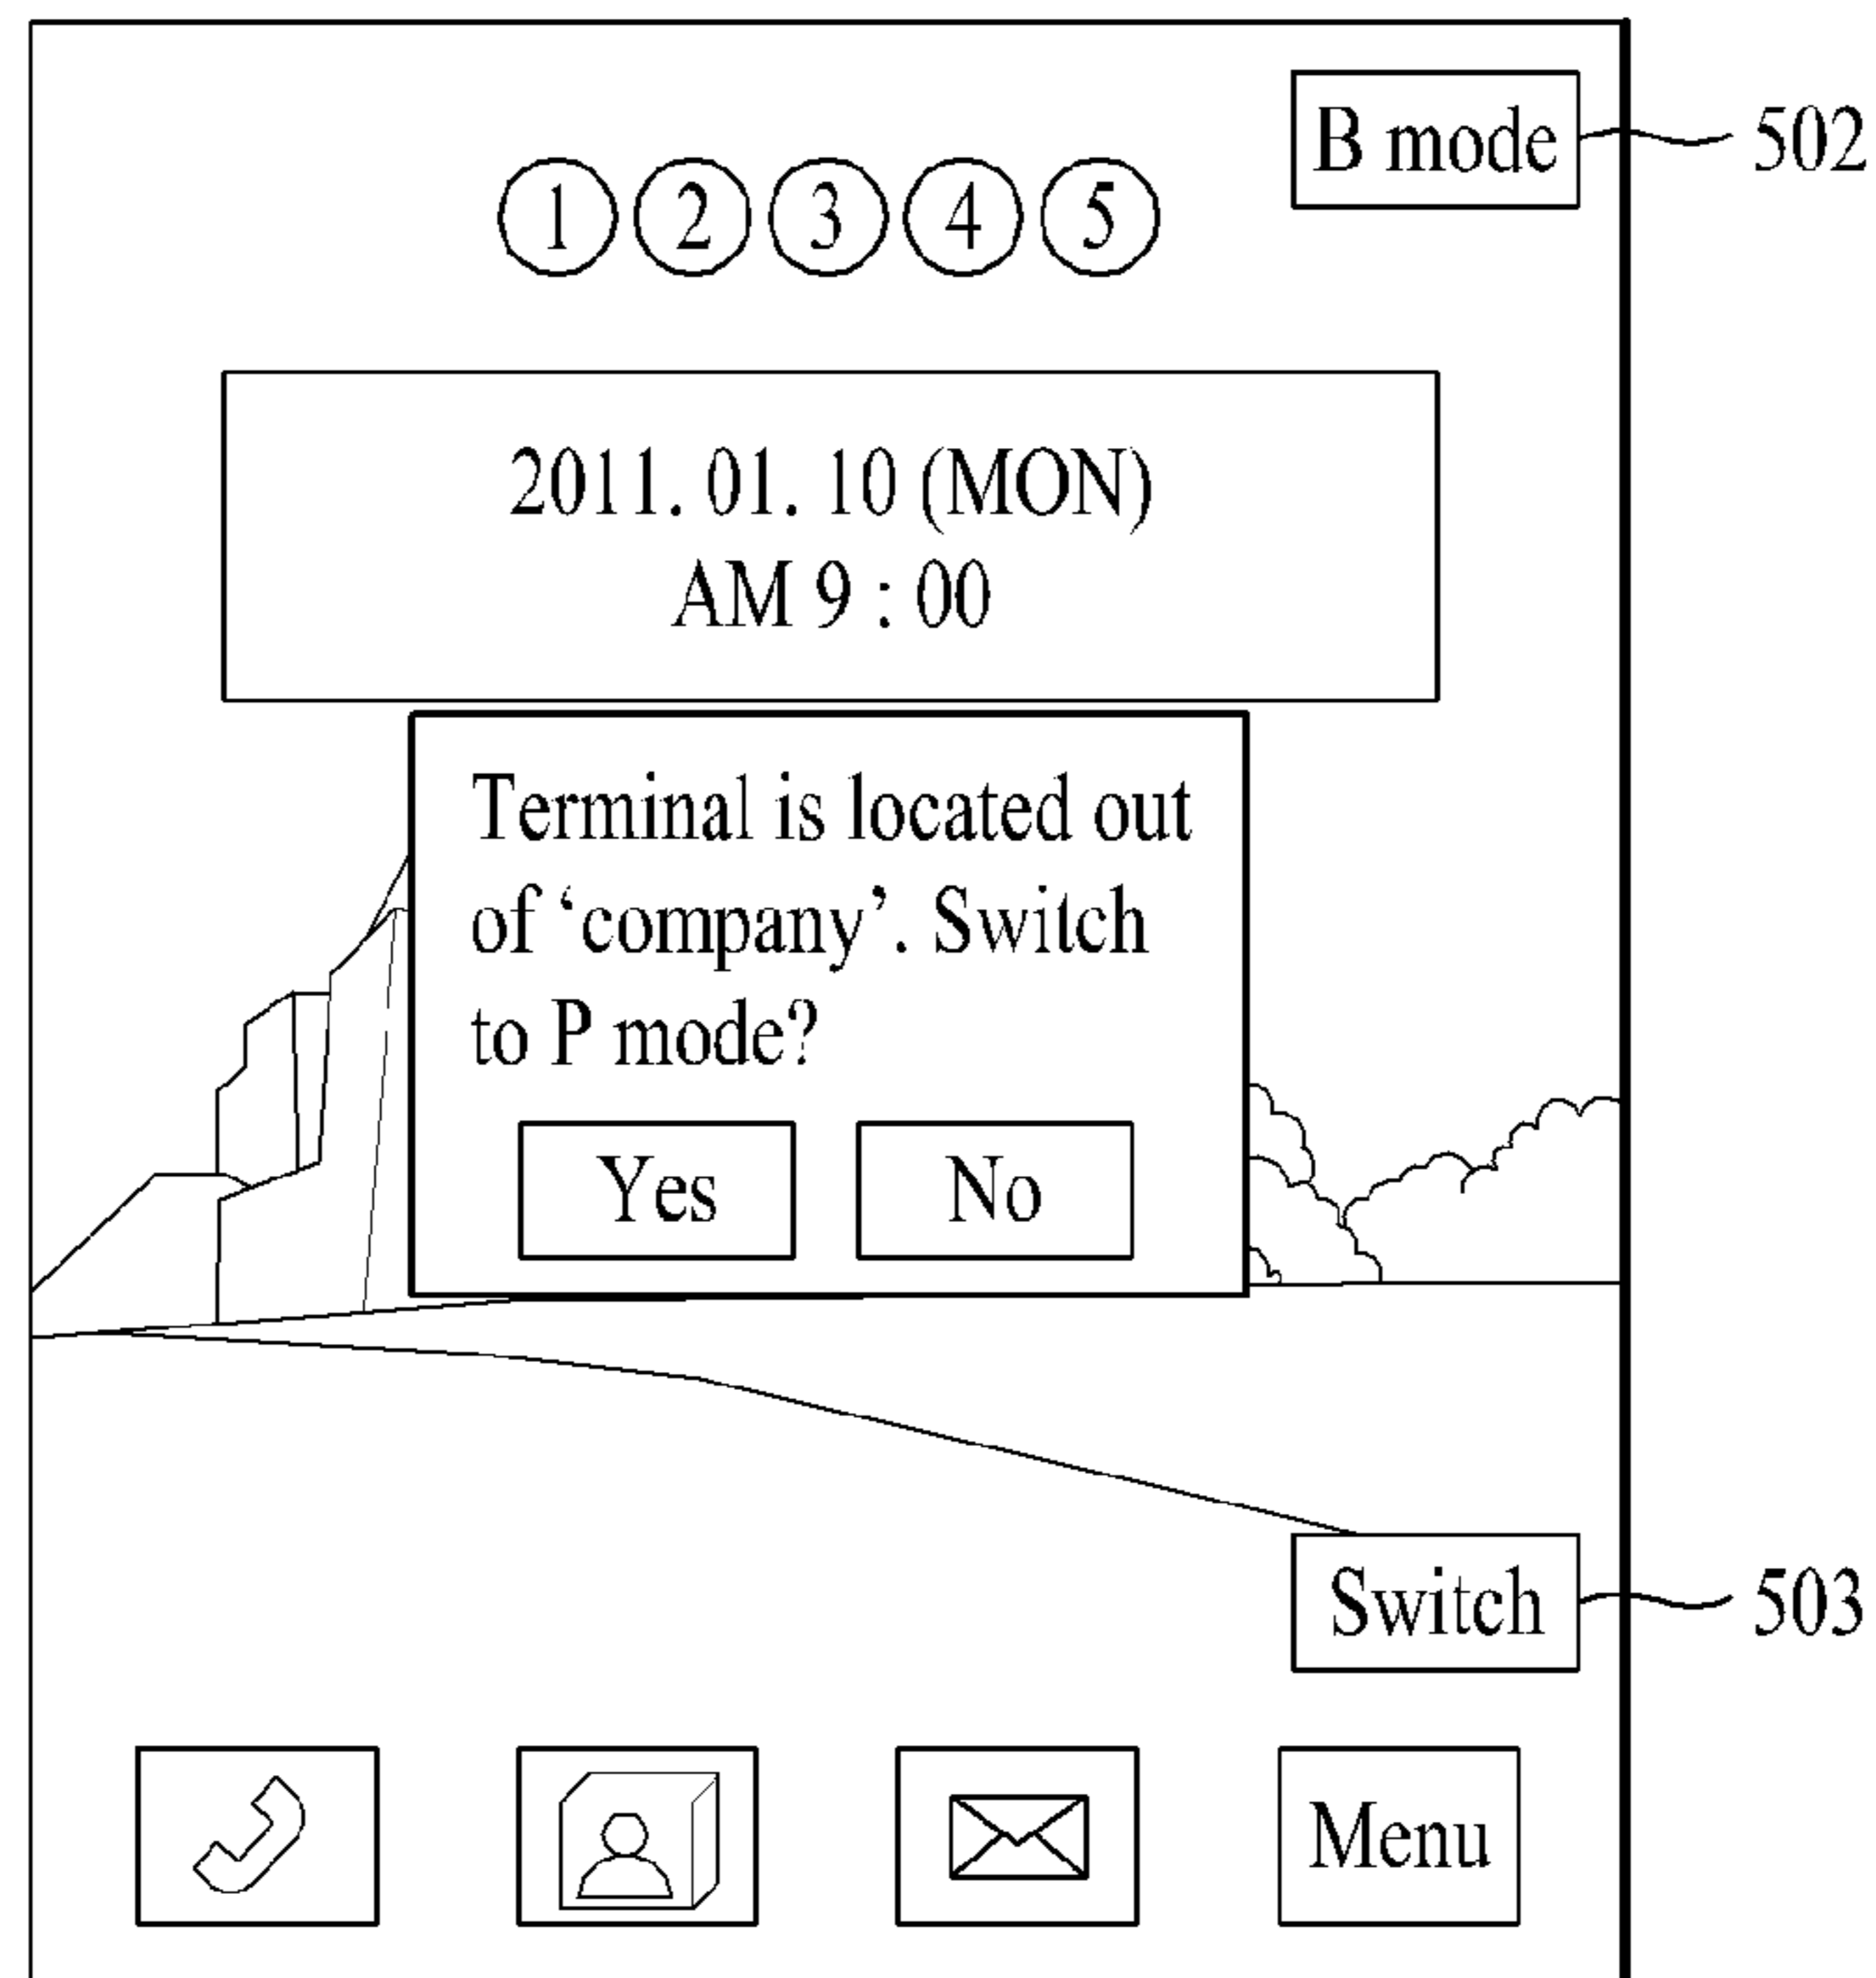 B mode
502
1 2 3 4 5
2011. 01. 10 (MON)
AM 9 : 00
Terminal is located out
of ‘company’. Switch
to P mode?
Yes No
Switch
503
Menu